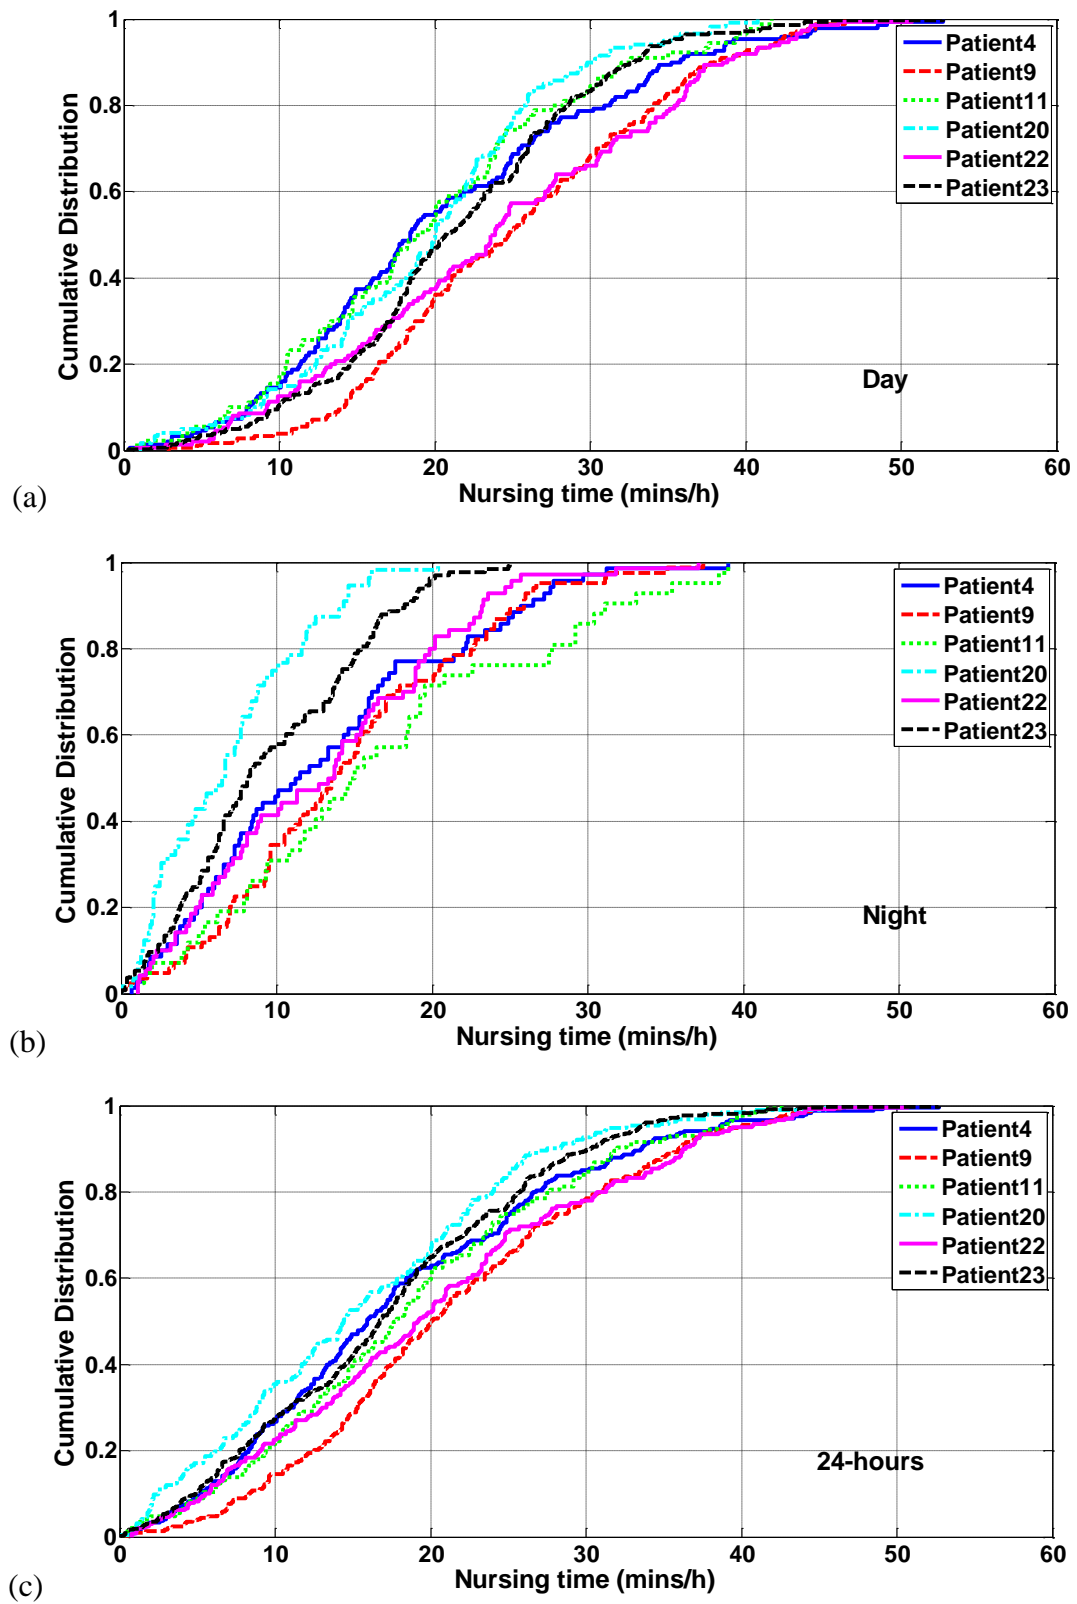 1
0.8
0.6
0.4
0.2
0
Cumulative Distribution
Patient4
Patient9
Patient11
Patient20
Patient22
Patient23
Day
0 10 20 30 40 50 60
Nursing time (mins/h)
(a)
1
0.8
0.6
0.4
0.2
0
Cumulative Distribution
Patient4
Patient9
Patient11
Patient20
Patient22
Patient23
Night
0 10 20 30 40 50 60
Nursing time (mins/h)
(b)
1
0.8
0.6
0.4
0.2
0
Cumulative Distribution
Patient4
Patient9
Patient11
Patient20
Patient22
Patient23
24-hours
0 10 20 30 40 50 60
Nursing time (mins/h)
(c)